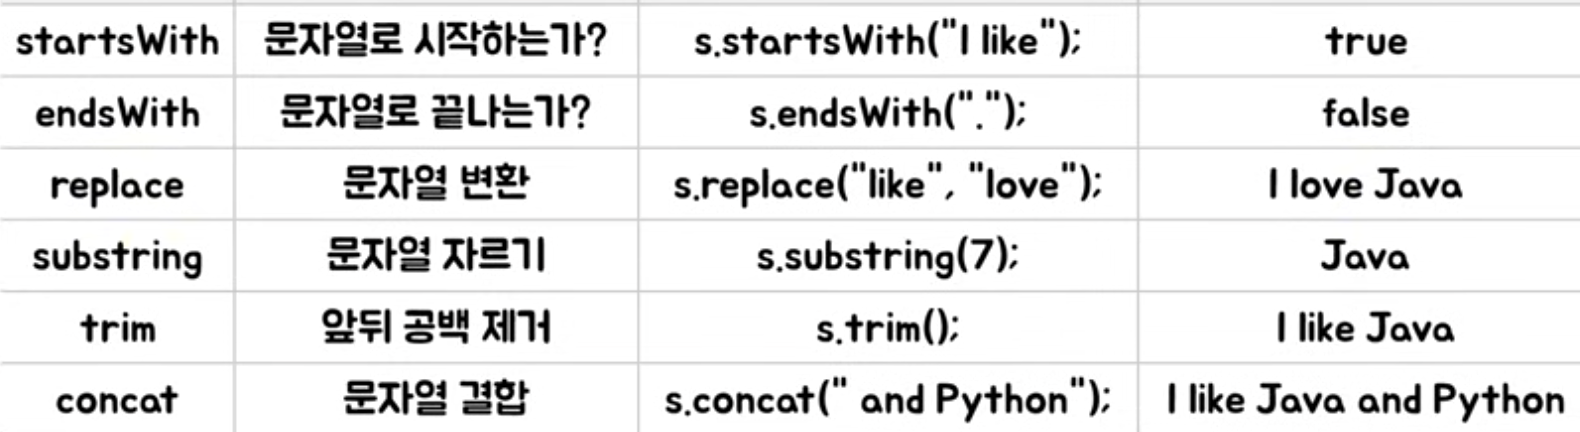 startsWith 문자열로 시작하는가? s.startsWith("I like"); true
endsWith 문자열로 끝나는가? s.endsWith("."); false
replace 문자열 변환 s.replace("like", "love"); I love Java
substring 문자열 자르기 s.substring(7); Java
trim 앞뒤 공백 제거 s.trim(); I like Java
concat 문자열 결합 s.concat(" and Python"); I like Java and Python